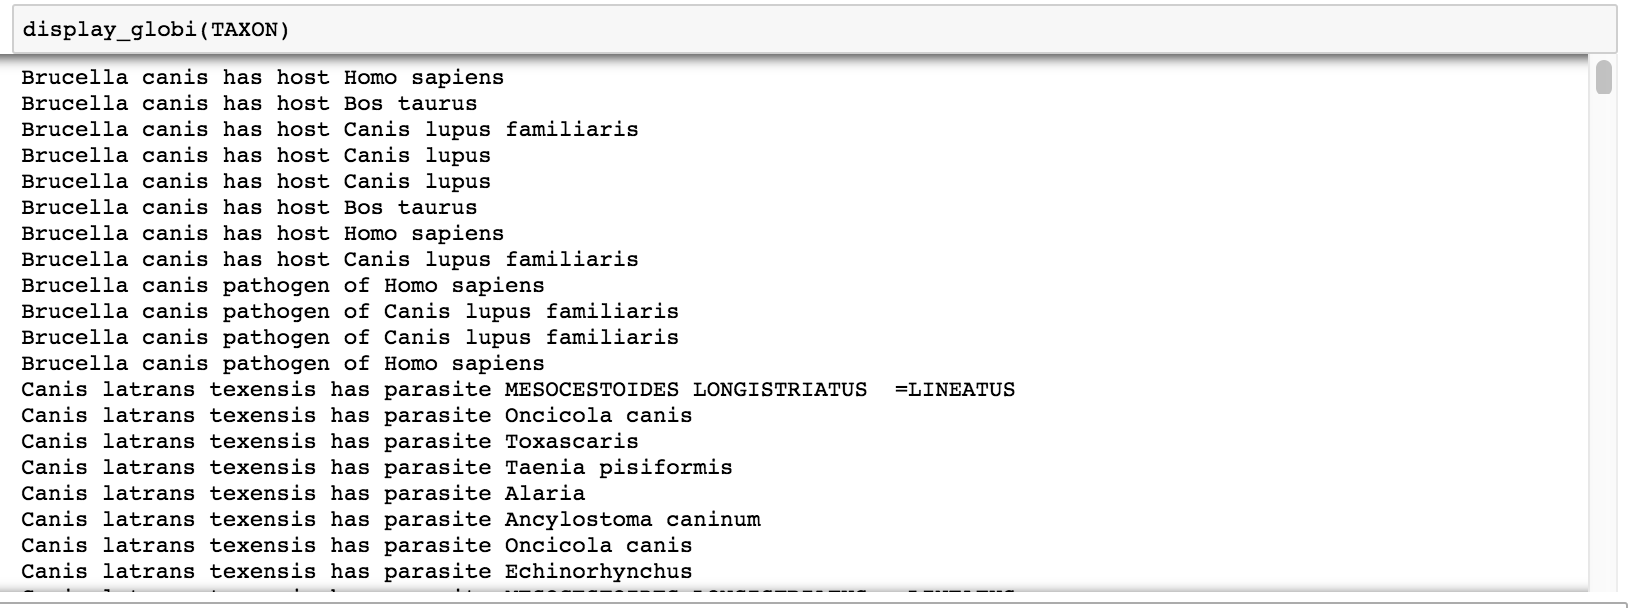 display_globi(TAXON)
Brucella canis has host Homo sapiens
Brucella canis has host Bos taurus
Brucella canis has host Canis lupus familiaris
Brucella canis has host Canis lupus
Brucella canis has host Canis lupus
Brucella canis has host Bos taurus
Brucella canis has host Homo sapiens
Brucella canis has host Canis lupus familiaris
Brucella canis pathogen of Homo sapiens
Brucella canis pathogen of Canis lupus familiaris
Brucella canis pathogen of Canis lupus familiaris
Brucella canis pathogen of Homo sapiens
Canis latrans texensis has parasite MESOCESTOIDES LONGISTRIATUS  =LINEATUS
Canis latrans texensis has parasite Oncicola canis
Canis latrans texensis has parasite Toxascaris
Canis latrans texensis has parasite Taenia pisiformis
Canis latrans texensis has parasite Alaria
Canis latrans texensis has parasite Ancylostoma caninum
Canis latrans texensis has parasite Oncicola canis
Canis latrans texensis has parasite Echinorhynchus